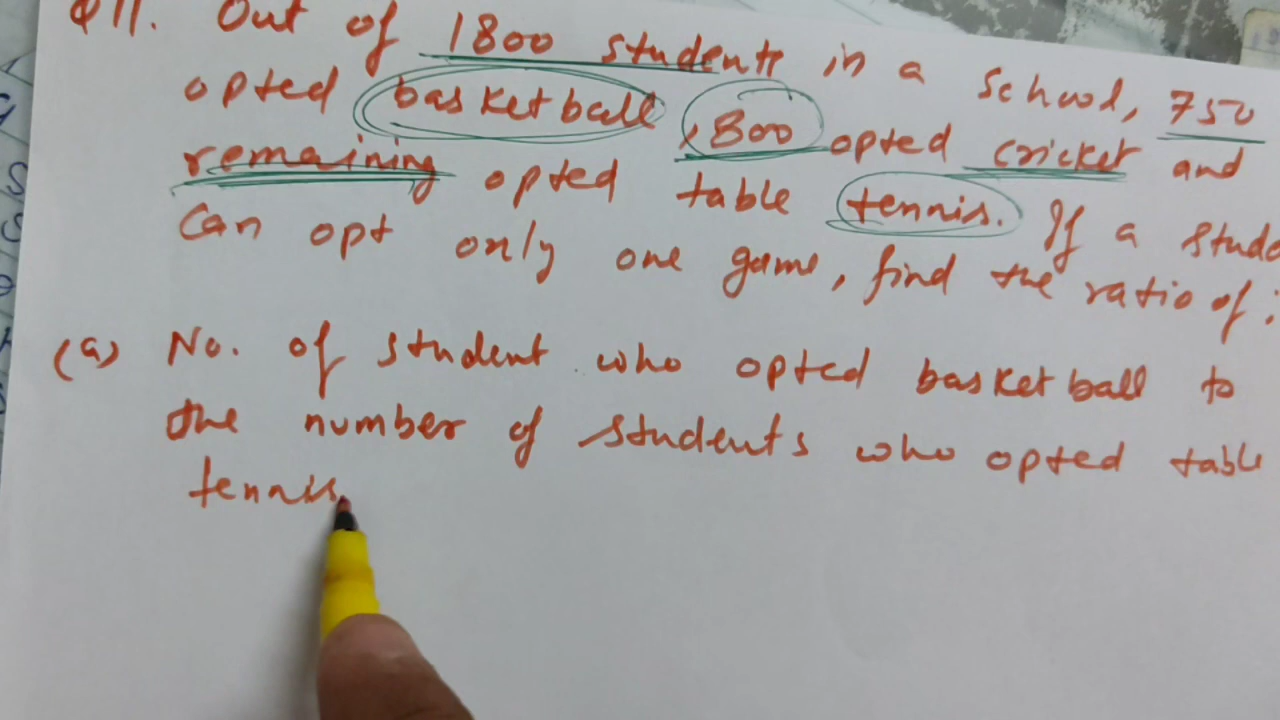 Q11. Out of 1800 students in a School, 750
opted basketball, 800 opted cricket and
remaining opted table tennis. If a stude
Can opt only one game, find the ratio of:
(a) No. of student who opted basketball to
the number of students who opted table
tennis.